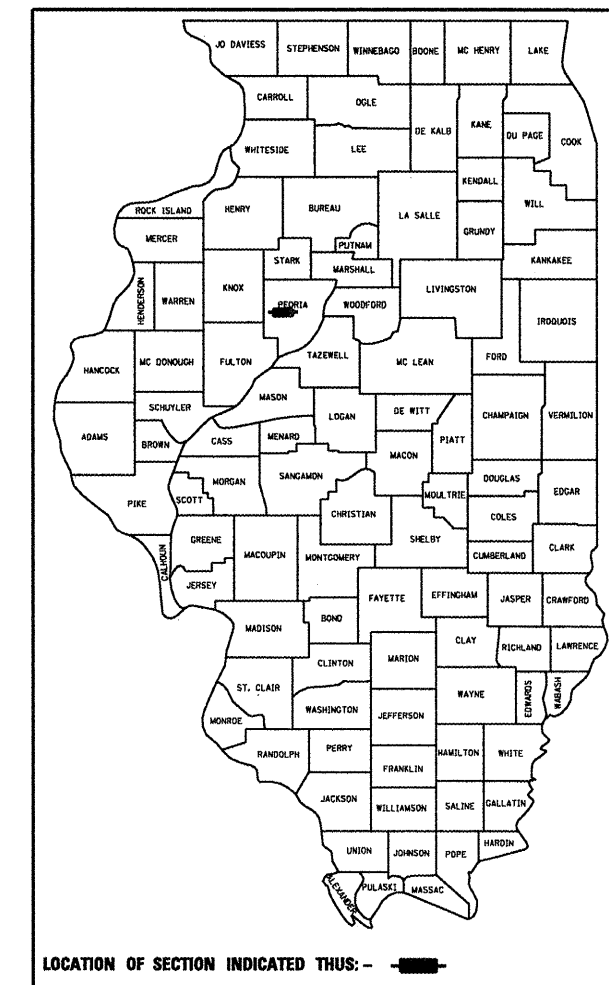 JO DAVIESS STEPHENSON WINNEBAGO BOONE MC HENRY LAKE
CARROLL OGLE KANE DU PAGE COOK
WHITESIDE LEE DE KALB
KENDALL WILL
ROCK ISLAND HENRY BUREAU LA SALLE
MERCER PUTNAM GRUNDY
STARK MARSHALL KANKAKEE
HENDERSON WARREN KNOX PEORIA WOODFORD LIVINGSTON IROQUOIS
HANCOCK MC DONOUGH FULTON TAZEWELL MC LEAN FORD
SCHUYLER MASON LOGAN DE WITT CHAMPAIGN VERMILION
ADAMS BROWN CASS MENARD MACON PIATT
PIKE SCOTT MORGAN SANGAMON MOULTRIE DOUGLAS EDGAR
CHRISTIAN COLES
CALHOUN GREENE MACOUPIN MONTGOMERY SHELBY CUMBERLAND CLARK
JERSEY FAYETTE EFFINGHAM JASPER CRAWFORD
MADISON BOND CLAY RICHLAND LAWRENCE
CLINTON MARION
ST. CLAIR WAYNE EDWARDS WABASH
MONROE WASHINGTON JEFFERSON
RANDOLPH PERRY HAMILTON WHITE
FRANKLIN
JACKSON WILLIAMSON SALINE GALLATIN
UNION JOHNSON POPE HARDIN
ALEXANDER PULASKI MASSAC
LOCATION OF SECTION INDICATED THUS: -